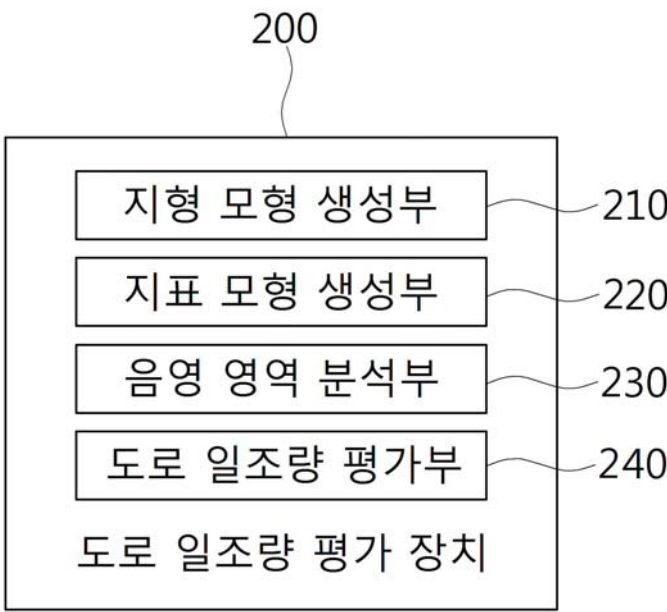 200
지형 모형 생성부 210
지표 모형 생성부 220
음영 영역 분석부 230
도로 일조량 평가부 240
도로 일조량 평가 장치